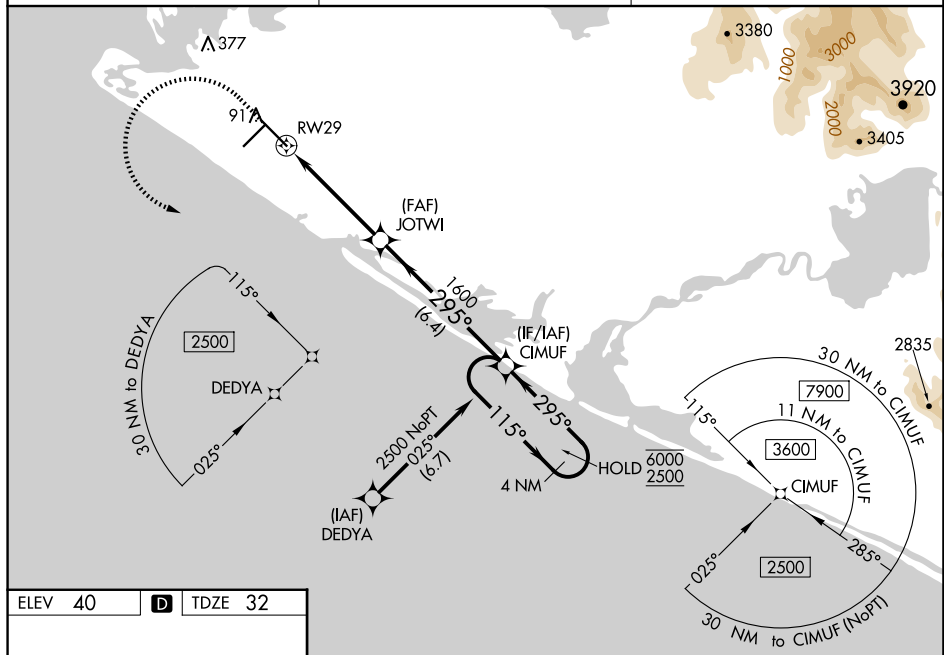 377
3380
1000
3000
3920
2000
3405
91
RW29
(FAF)
JOTWI
1600
295°
(6.4)
(IF/IAF)
CIMUF
115°
2500
30 NM to DEDYA
DEDYA
025°
2500 NoPT
025°
(6.7)
(IAF)
DEDYA
115°
295°
4 NM
HOLD
6000
2500
2835
30 NM to CIMUF
7900
115°
11 NM to CIMUF
3600
CIMUF
025°
285°
2500
30 NM to CIMUF (NoPT)
ELEV 40 D TDZE 32